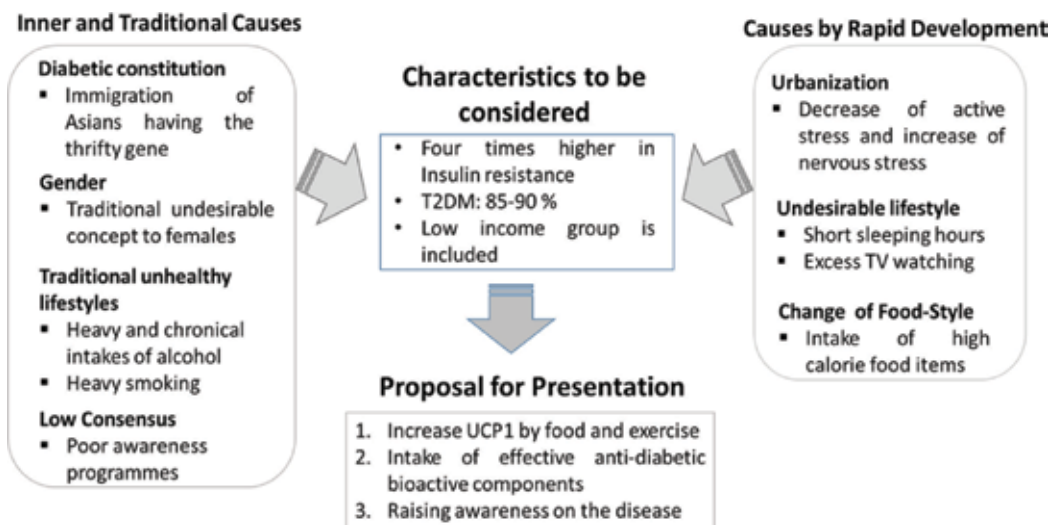 Inner and Traditional Causes
Diabetic constitution
▪ Immigration of
Asians having the
thrifty gene
Gender
▪ Traditional undesirable
concept to females
Traditional unhealthy
lifestyles
▪ Heavy and chronical
intakes of alcohol
▪ Heavy smoking
Low Consensus
▪ Poor awareness
programmes
Characteristics to be
considered
• Four times higher in
Insulin resistance
• T2DM: 85-90 %
• Low income group is
included
Proposal for Presentation
1. Increase UCP1 by food and exercise
2. Intake of effective anti-diabetic
bioactive components
3. Raising awareness on the disease
Causes by Rapid Development
Urbanization
▪ Decrease of active
stress and increase of
nervous stress
Undesirable lifestyle
▪ Short sleeping hours
▪ Excess TV watching
Change of Food-Style
▪ Intake of high
calorie food items